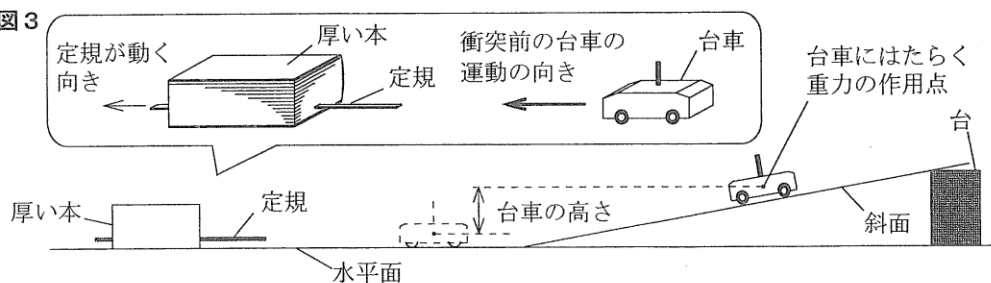 図3
厚い本
定規が動く
向き
定規
衝突前の台車の
運動の向き
台車
台車にはたらく
重力の作用点
台
厚い本
定規
台車の高さ
斜面
水平面